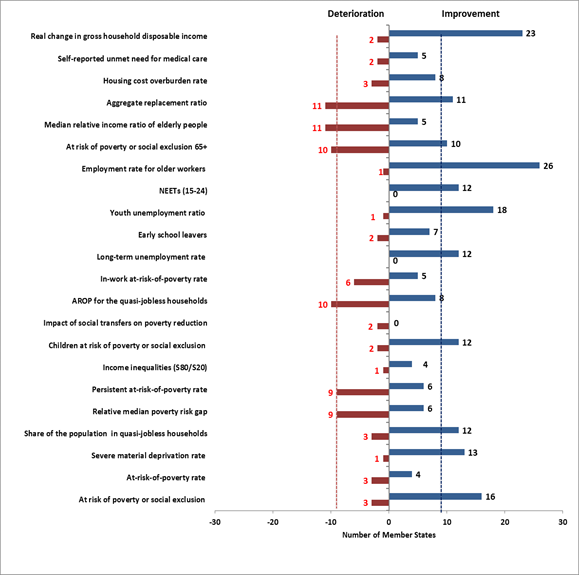 Deterioration Improvement
Real change in gross household disposable income 2 23
Self-reported unmet need for medical care 2 5
Housing cost overburden rate 3 8
Aggregate replacement ratio 11 11
Median relative income ratio of elderly people 11 5
At risk of poverty or social exclusion 65+ 10 10
Employment rate for older workers 1 26
NEETs (15-24) 0 12
Youth unemployment ratio 1 18
Early school leavers 2 7
Long-term unemployment rate 0 12
In-work at-risk-of-poverty rate 6 5
AROP for the quasi-jobless households 10 8
Impact of social transfers on poverty reduction 2 0
Children at risk of poverty or social exclusion 2 12
Income inequalities (S80/S20) 1 4
Persistent at-risk-of-poverty rate 9 6
Relative median poverty risk gap 9 6
Share of the population in quasi-jobless households 3 12
Severe material deprivation rate 1 13
At-risk-of-poverty rate 3 4
At risk of poverty or social exclusion 3 16
-30 -20 -10 0 10 20 30
Number of Member States